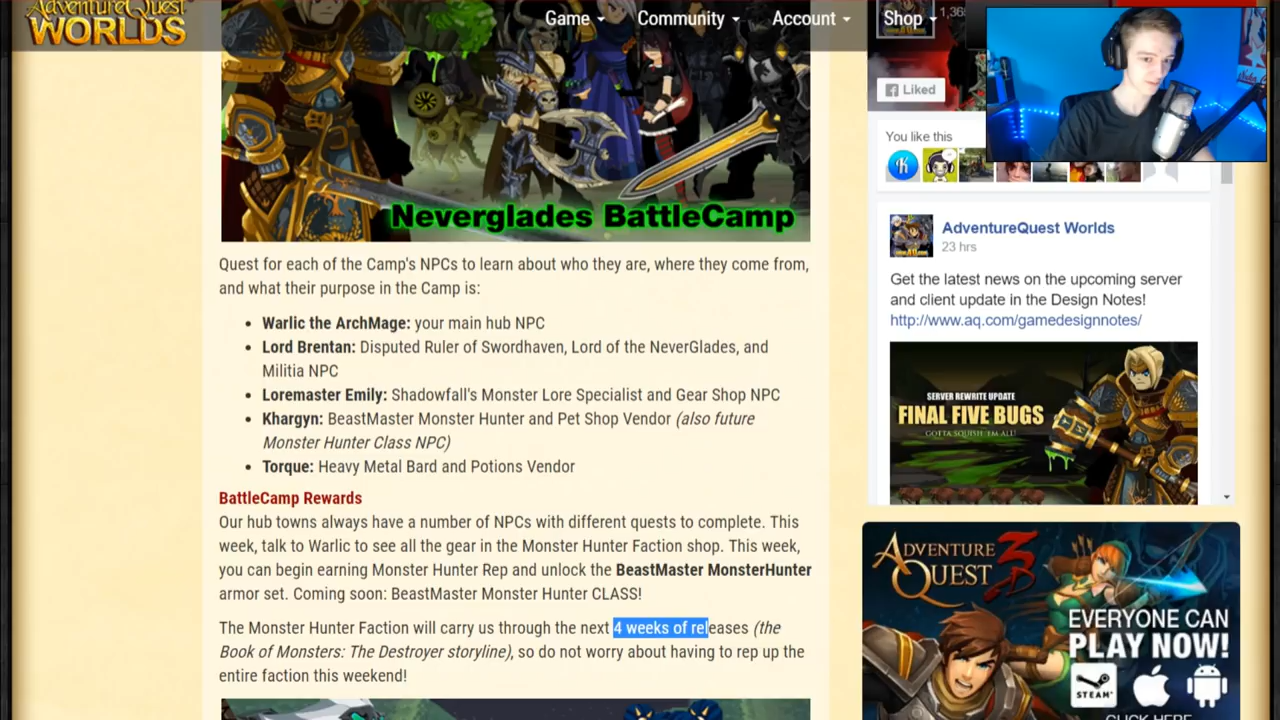 AdventureQuest
WORLDS
Game
Community
Account
Shop
1,36
Liked
You like this
K
Neverglades BattleCamp
Quest for each of the Camp's NPCs to learn about who they are, where they come from,
and what their purpose in the Camp is:
• Warlic the ArchMage: your main hub NPC
• Lord Brentan: Disputed Ruler of Swordhaven, Lord of the NeverGlades, and
Militia NPC
• Loremaster Emily: Shadowfall's Monster Lore Specialist and Gear Shop NPC
• Khargyn: BeastMaster Monster Hunter and Pet Shop Vendor (also future
Monster Hunter Class NPC)
• Torque: Heavy Metal Bard and Potions Vendor
BattleCamp Rewards
Our hub towns always have a number of NPCs with different quests to complete. This
week, talk to Warlic to see all the gear in the Monster Hunter Faction shop. This week,
you can begin earning Monster Hunter Rep and unlock the BeastMaster MonsterHunter
armor set. Coming soon: BeastMaster Monster Hunter CLASS!
The Monster Hunter Faction will carry us through the next 4 weeks of releases (the
Book of Monsters: The Destroyer storyline), so do not worry about having to rep up the
entire faction this weekend!
AdventureQuest Worlds
23 hrs
Get the latest news on the upcoming server
and client update in the Design Notes!
http://www.aq.com/gamedesignnotes/
SERVER REWRITE UPDATE
FINAL FIVE BUGS
GOTTA SQUISH 'EM ALL!
ADVENTURE
QUEST 3D
EVERYONE CAN
PLAY NOW!
STEAM
CLICK HERE